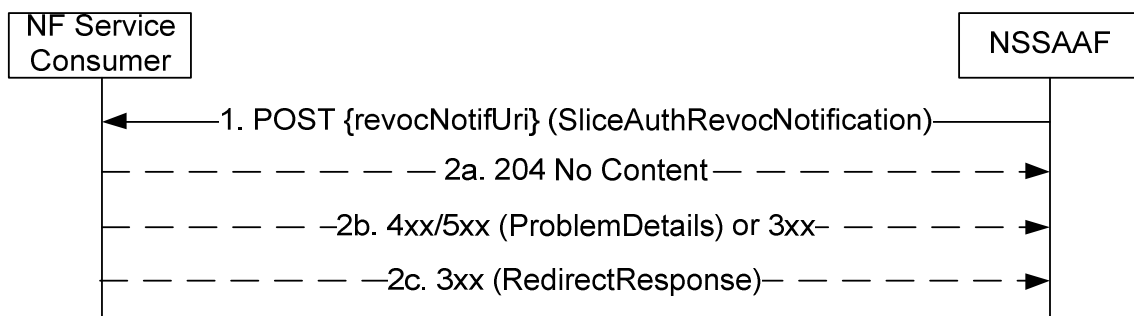 NF Service
Consumer
NSSAAF
1. POST {revocNotifUri} (SliceAuthRevocNotification)
2a. 204 No Content
2b. 4xx/5xx (ProblemDetails) or 3xx
2c. 3xx (RedirectResponse)